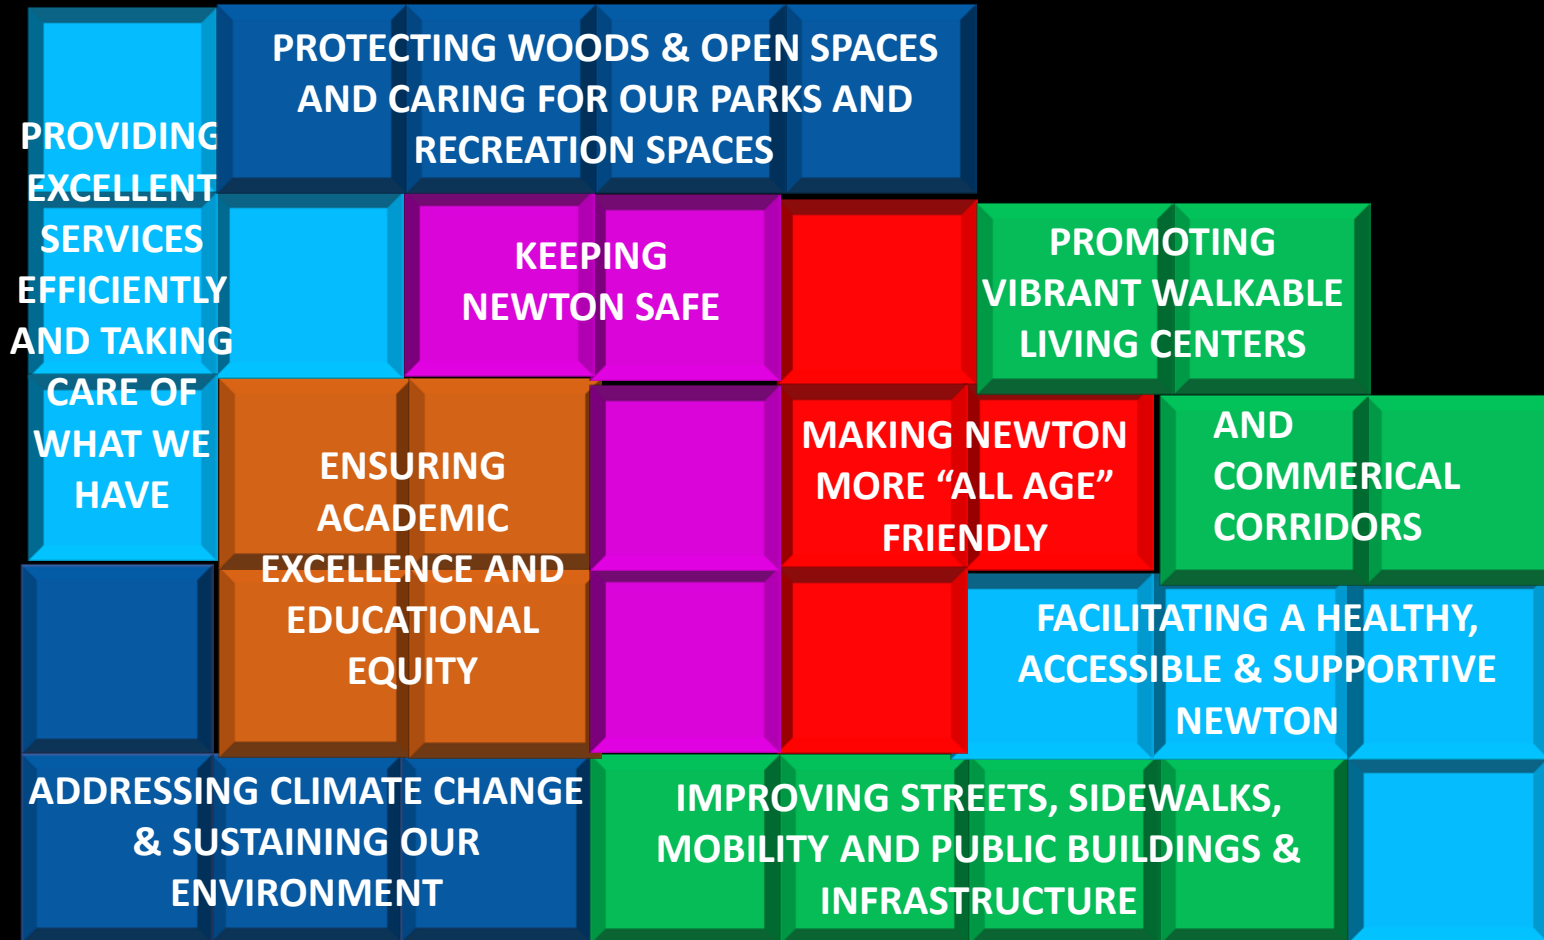 PROVIDING
EXCELLENT
SERVICES
EFFICIENTLY
AND TAKING
CARE OF
WHAT WE
HAVE
PROTECTING WOODS & OPEN SPACES
AND CARING FOR OUR PARKS AND
RECREATION SPACES
KEEPING
NEWTON SAFE
PROMOTING
VIBRANT WALKABLE
LIVING CENTERS
AND
COMMERICAL
CORRIDORS
ENSURING
ACADEMIC
EXCELLENCE AND
EDUCATIONAL
EQUITY
MAKING NEWTON
MORE “ALL AGE”
FRIENDLY
FACILITATING A HEALTHY,
ACCESSIBLE & SUPPORTIVE
NEWTON
ADDRESSING CLIMATE CHANGE
& SUSTAINING OUR
ENVIRONMENT
IMPROVING STREETS, SIDEWALKS,
MOBILITY AND PUBLIC BUILDINGS &
INFRASTRUCTURE